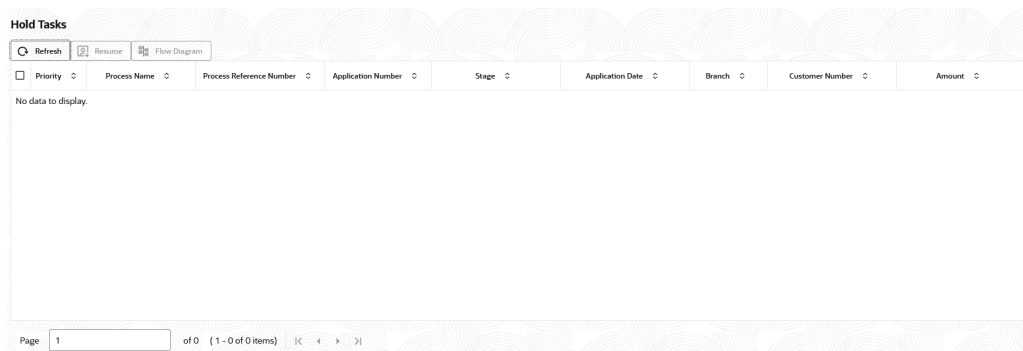 Hold Tasks
Refresh Resume Flow Diagram
Priority Process Name Process Reference Number Application Number Stage Application Date Branch Customer Number Amount
No data to display.
Page 1 of 0 ( 1 - 0 of 0 items)